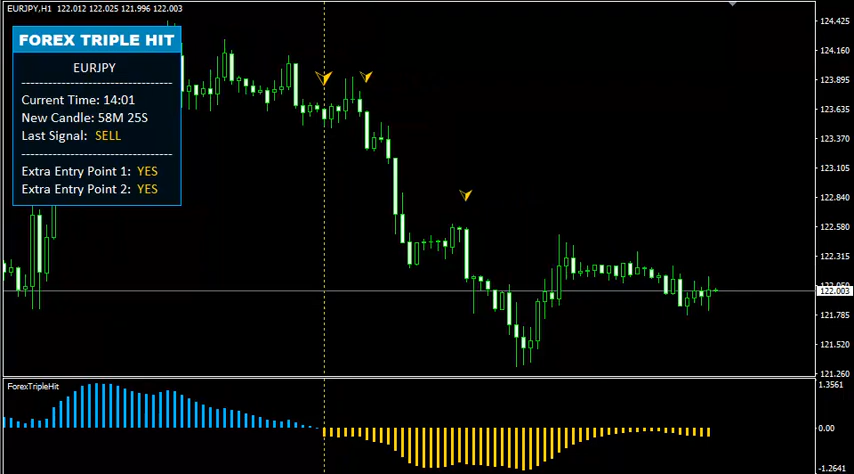 EURJPY,H1 122.012 122.025 121.996 122.003
FOREX TRIPLE HIT
EURJPY
Current Time: 14:01
New Candle: 58M 25S
Last Signal: SELL
Extra Entry Point 1: YES
Extra Entry Point 2: YES
124.425
124.160
123.895
123.635
123.370
123.105
122.840
122.580
122.315
122.050
122.003
121.785
121.520
121.260
ForexTripleHit
1.3561
0.00
-1.2641